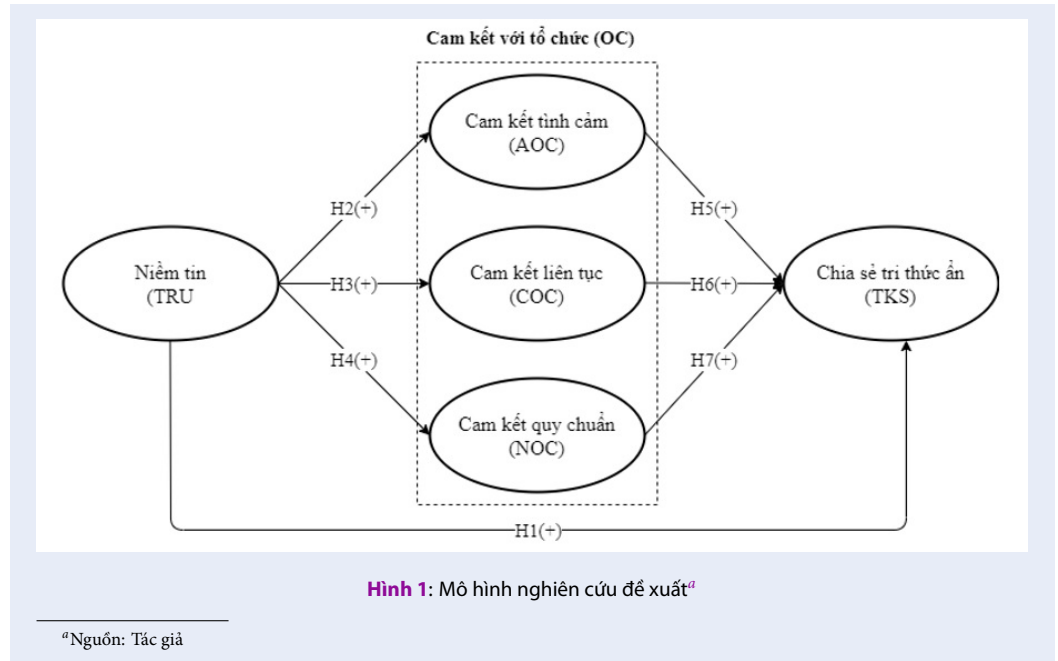 Cam kết với tổ chức (OC)
Cam kết tình cảm
(AOC)
H2(+)
H5(+)
Niềm tin
(TRU
H3(+)
Cam kết liên tục
(COC)
H6(+)
Chia sẻ tri thức ẩn
(TKS)
H4(+)
H7(+)
Cam kết quy chuẩn
(NOC)
H1(+)
Hình 1: Mô hình nghiên cứu đề xuất a
a Nguồn: Tác giả